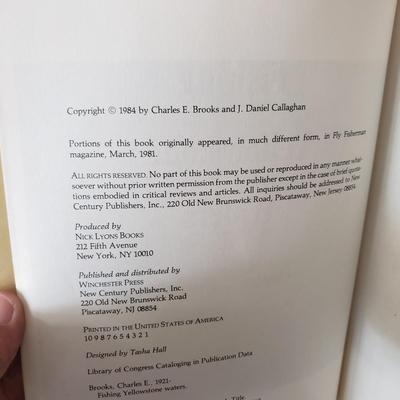 Copyright © 1984 by Charles E. Brooks and J. Daniel Callaghan
Portions of this book originally appeared, in much different form, in Fly Fisherman
magazine, March, 1981.
ALL RIGHTS RESERVED. No part of this book may be used or reproduced in any manner what-
soever without prior written permission from the publisher except in the case of brief quota-
tions embodied in critical reviews and articles. All inquiries should be addressed to New
Century Publishers, Inc., 220 Old New Brunswick Road, Piscataway, New Jersey 08854.
Produced by
NICK LYONS BOOKS
212 Fifth Avenue
New York, NY 10010
Published and distributed by
WINCHESTER PRESS
New Century Publishers, Inc.
220 Old New Brunswick Road
Piscataway, NJ 08854
PRINTED IN THE UNITED STATES OF AMERICA
10 9 8 7 6 5 4 3 2 1
Designed by Tasha Hall
Library of Congress Cataloging in Publication Data
Brooks, Charles E., 1921-
Fishing Yellowstone waters.
Title.